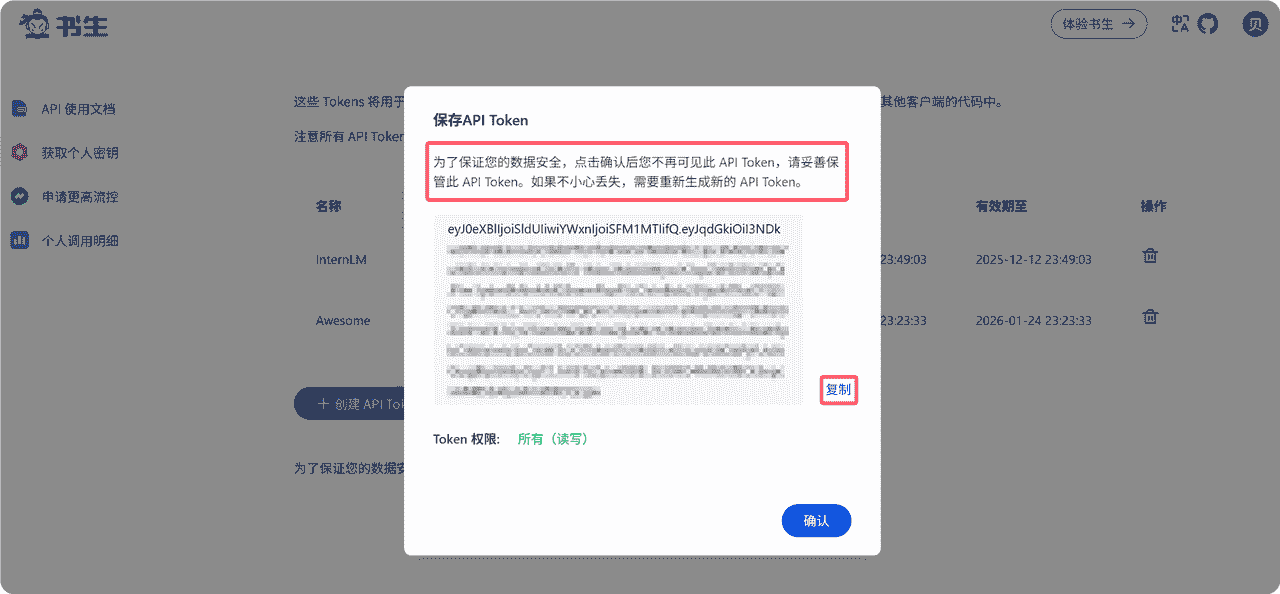 书生
体验书生 →
贝
API 使用文档
获取个人密钥
申请更高流控
个人调用明细
这些 Tokens 将用于
其他客户端的代码中。
注意所有 API Token
名称
有效期至
操作
InternLM
23:49:03
2025-12-12 23:49:03
Awesome
23:23:33
2026-01-24 23:23:33
+ 创建 API To
为了保证您的数据安
保存API Token
为了保证您的数据安全，点击确认后您不再可见此 API Token，请妥善保
管此 API Token。如果不小心丢失，需要重新生成新的 API Token。
eyJ0eXBlIjoiSldUIiwiYWxnIjoiSFM1MTIifQ.eyJqdGkiOiI3NDk
复制
Token 权限: 所有（读写）
确认